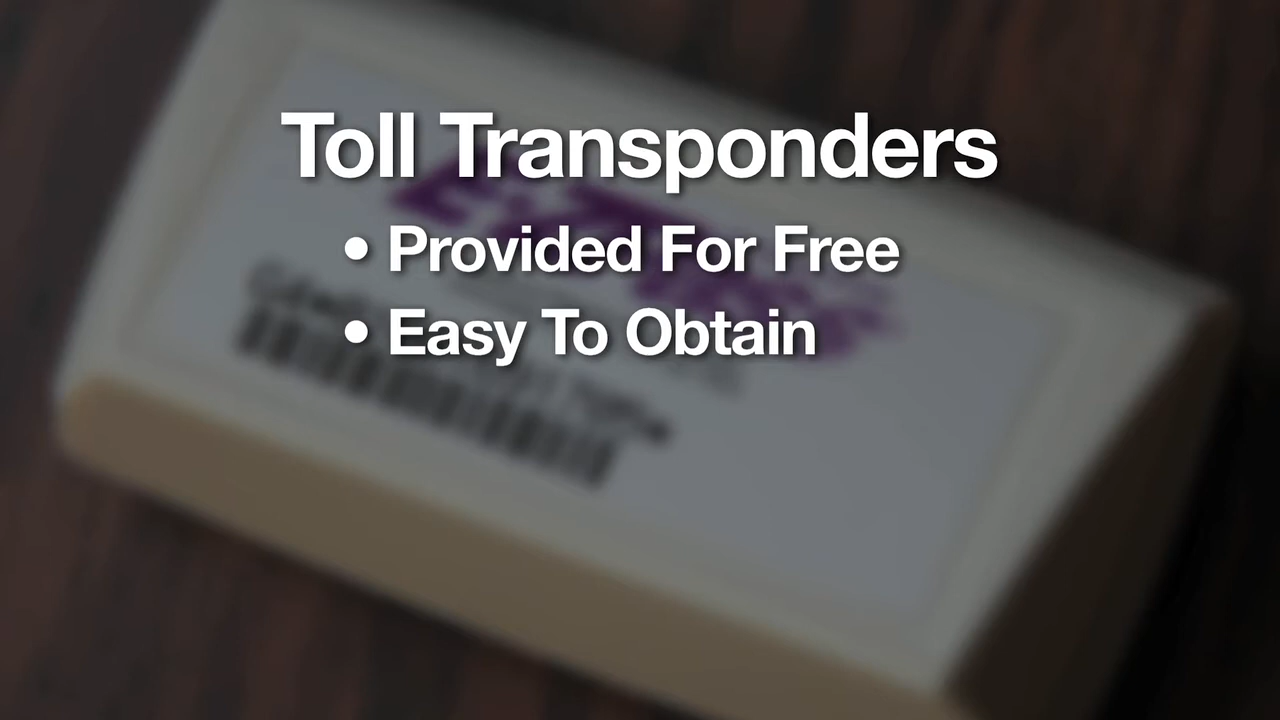 Toll Transponders
• Provided For Free
• Easy To Obtain